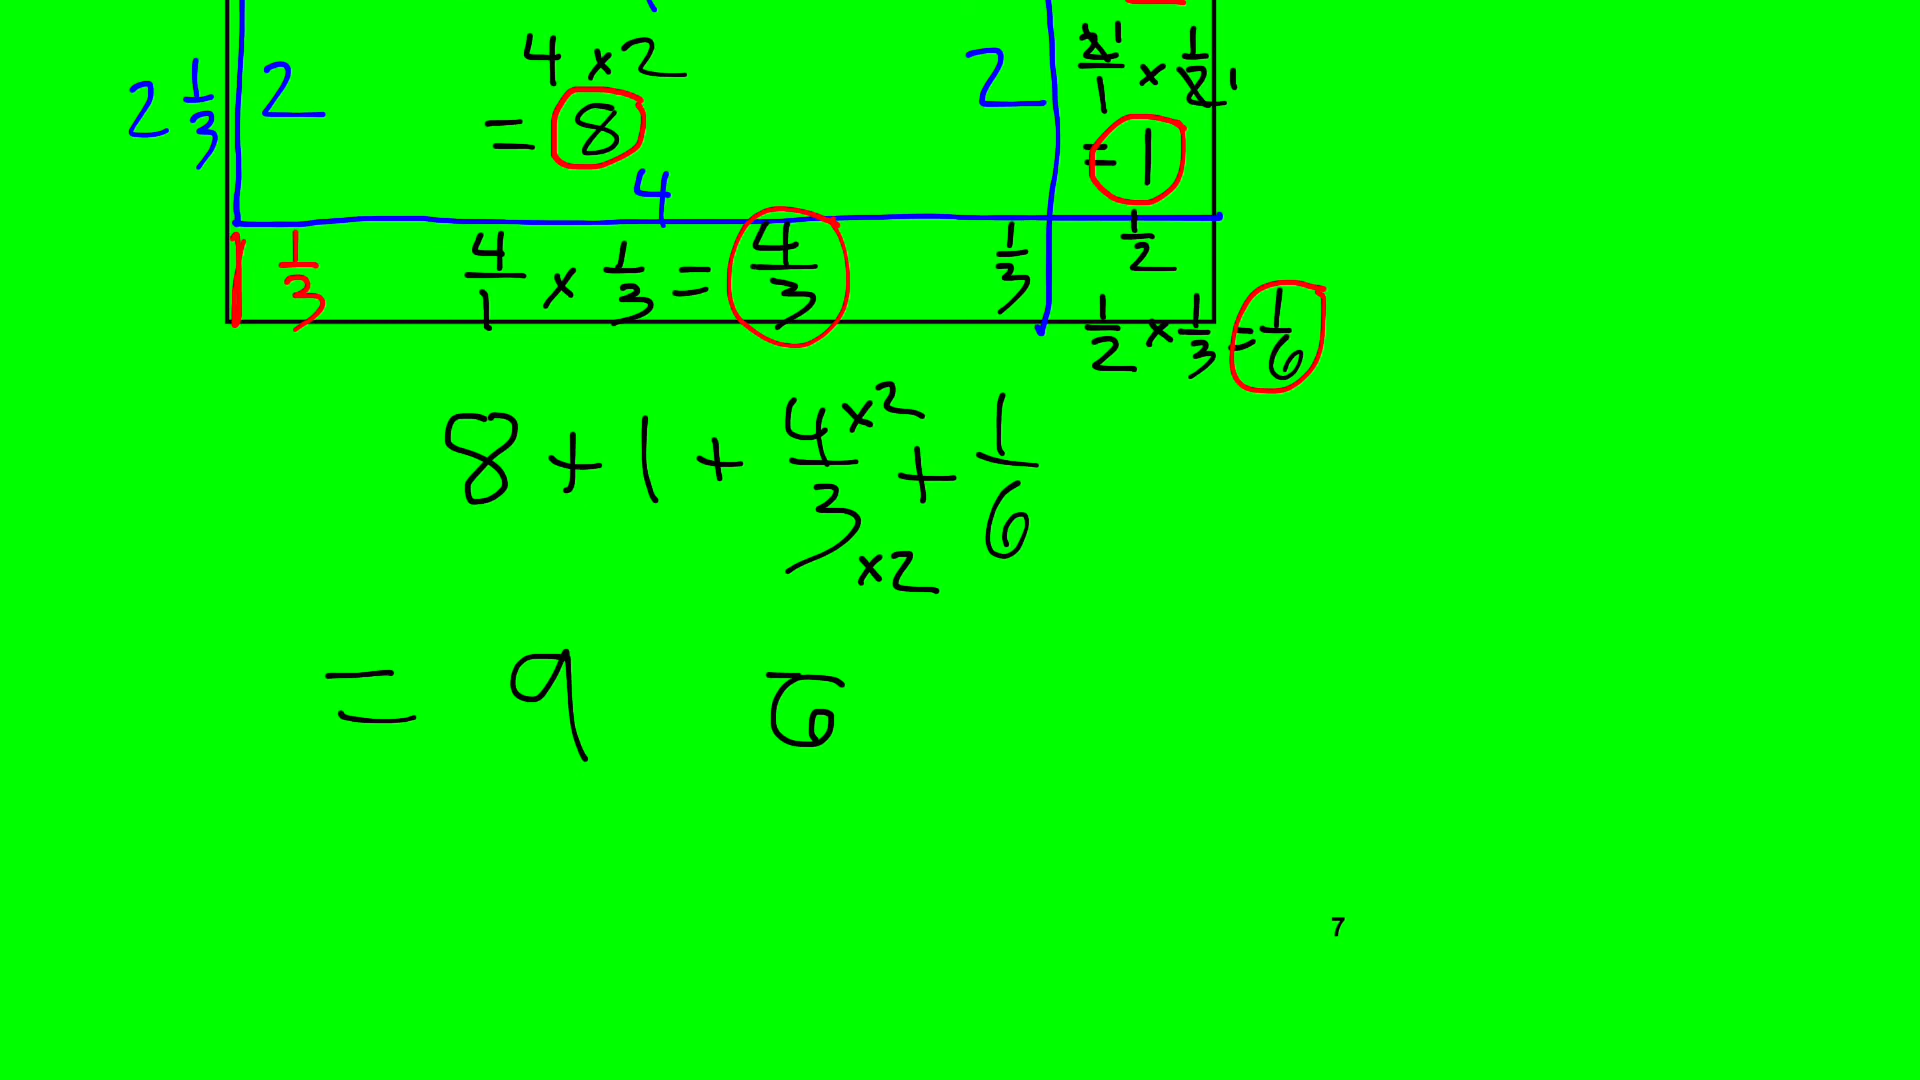 4 × 2
2/1 1 × 1/2 1
2 1/3
2
2
= 8
= 1
4
1/3
4/1 × 1/3 = 4/3
1/3
1/2
1/2 × 1/3 = 1/6
8 + 1 + 4 ×2/3 ×2 + 1/6
= 9 /6
7